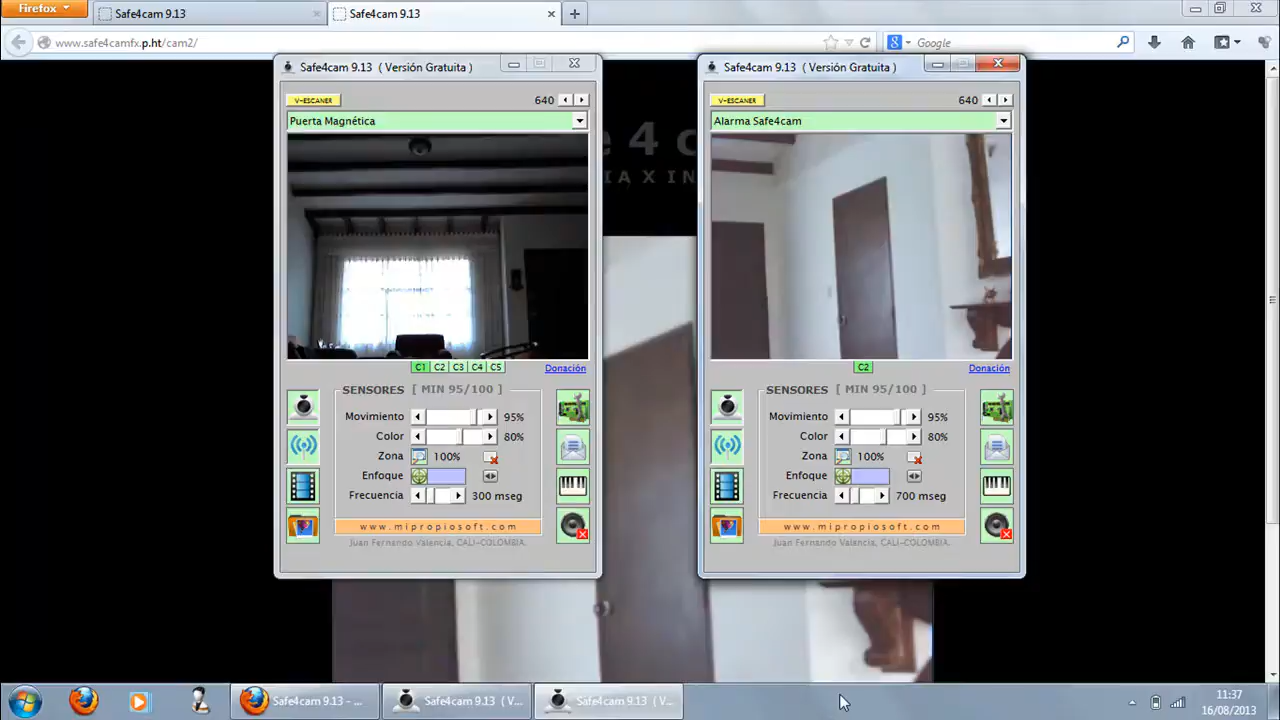 Firefox
Safe4cam 9.13
Safe4cam 9.13
www.safe4camfx.p.ht/cam2/
Google
Safe4cam 9.13 ( Versión Gratuita )
V-ESCANER
640
Puerta Magnética
C1 C2 C3 C4 C5
Donación
SENSORES [ MIN 95/100 ]
Movimiento 95%
Color 80%
Zona 100%
Enfoque
Frecuencia 300 mseg
www.mipropiosoft.com
Juan Fernando Valencia, CALI-COLOMBIA.
Safe4cam 9.13 ( Versión Gratuita )
V-ESCANER
640
Alarma Safe4cam
C2
Donación
SENSORES [ MIN 95/100 ]
Movimiento 95%
Color 80%
Zona 100%
Enfoque
Frecuencia 700 mseg
www.mipropiosoft.com
Juan Fernando Valencia, CALI-COLOMBIA.
e 4 c
I A X I N
Safe4cam 9.13 - ...
Safe4cam 9.13 ( V...
Safe4cam 9.13 ( V...
11:37
16/08/2013